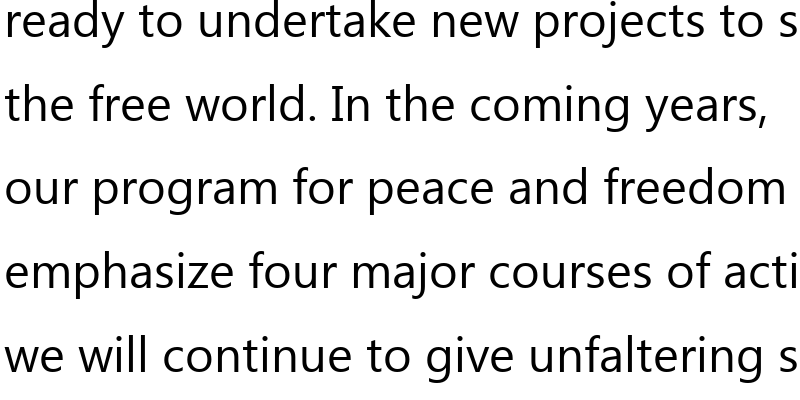 ready to undertake new projects to s
the free world. In the coming years,
our program for peace and freedom
emphasize four major courses of acti
we will continue to give unfaltering s